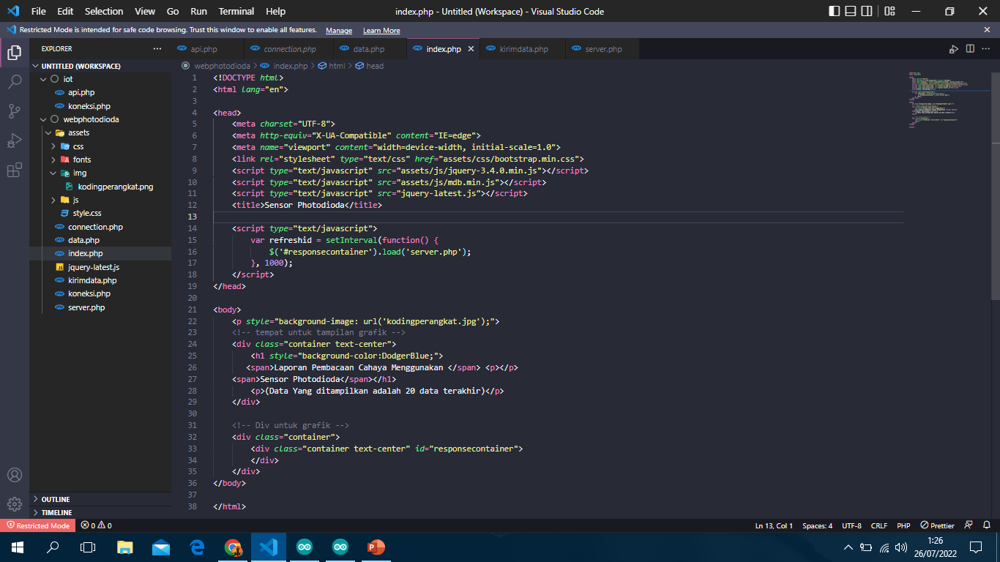 File Edit Selection View Go Run Terminal Help index.php - Untitled (Workspace) - Visual Studio Code
Restricted Mode is intended for safe code browsing. Trust this window to enable all features. Manage Learn More
EXPLORER
UNTITLED (WORKSPACE)
iot
api.php
koneksi.php
webphotodioda
assets
css
fonts
img
kodingperangkat.png
js
style.css
connection.php
data.php
index.php
jquery-latest.js
kirimdata.php
koneksi.php
server.php
OUTLINE
TIMELINE
api.php connection.php data.php index.php kirimdata.php server.php
webphotodioda > index.php > html > head
1 <!DOCTYPE html>
2 <html lang="en">
3
4 <head>
5 <meta charset="UTF-8">
6 <meta http-equiv="X-UA-Compatible" content="IE=edge">
7 <meta name="viewport" content="width=device-width, initial-scale=1.0">
8 <link rel="stylesheet" type="text/css" href="assets/css/bootstrap.min.css">
9 <script type="text/javascript" src="assets/js/jquery-3.4.0.min.js"></script>
10 <script type="text/javascript" src="assets/js/mdb.min.js"></script>
11 <script type="text/javascript" src="jquery-latest.js"></script>
12 <title>Sensor Photodioda</title>
13
14 <script type="text/javascript">
15 var refreshid = setInterval(function() {
16 $('#responsecontainer').load('server.php');
17 }, 1000);
18 </script>
19 </head>
20
21 <body>
22 <p style="background-image: url('kodingperangkat.jpg');">
23 <!-- tempat untuk tampilan grafik -->
24 <div class="container text-center">
25 <h1 style="background-color:DodgerBlue;">
26 <span>Laporan Pembacaan Cahaya Menggunakan </span> <p></p>
27 <span>Sensor Photodioda</span></h1>
28 <p>(Data Yang ditampilkan adalah 20 data terakhir)</p>
29 </div>
30
31 <!-- Div untuk grafik -->
32 <div class="container">
33 <div class="container text-center" id="responsecontainer">
34 </div>
35 </div>
36 </body>
37
38 </html>
Restricted Mode 0 0 Ln 13, Col 1 Spaces: 4 UTF-8 CRLF PHP Prettier
1:26
26/07/2022